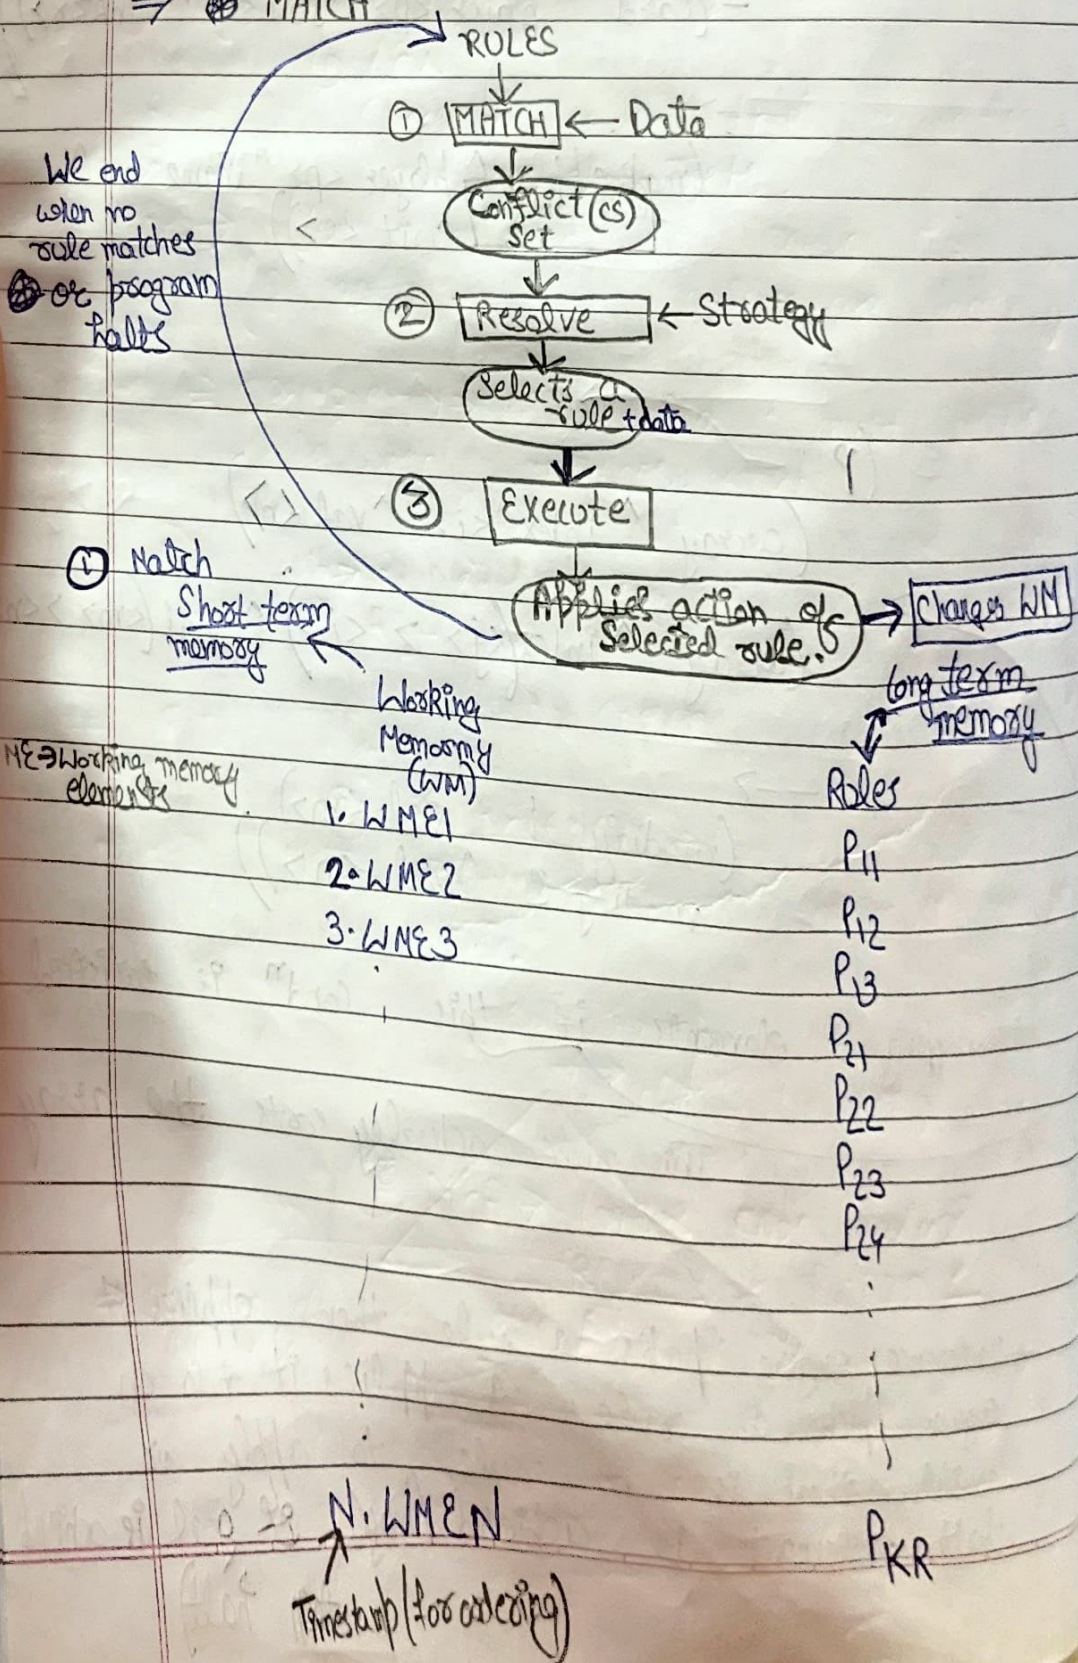 ⇒ MATCH
ROLES
① MATCH ← Data
We end
when no
rule matches
or program
halts
Conflict (cs)
Set
② Resolve ← Strategy
Selects a
rule + data
③ Execute
Applies action of
Selected rule.
Changes WM
① Match
Short term
memory
Long term
memory
Working
Memormy
(WM)
ME→Working memory
elements
Roles
1. WME1
2. WME2
3. WME3
P11
P12
P13
P21
P22
P23
P24
N. WMEN
PKR
Timestamp (for ordering)